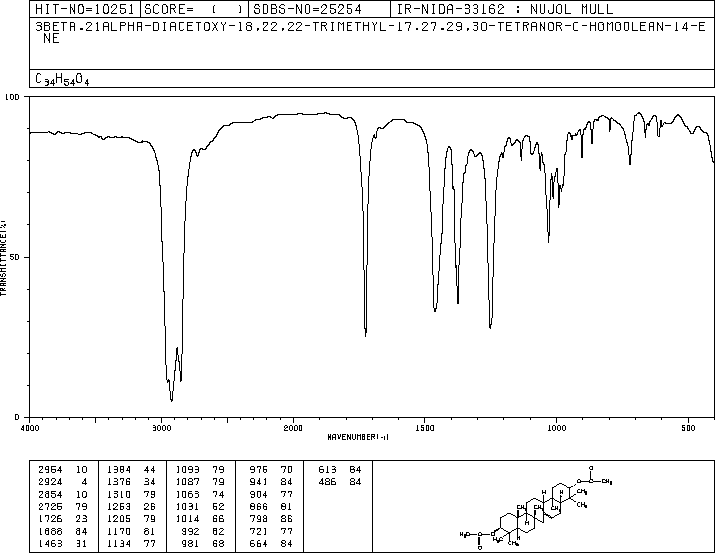 HIT-NO=10251 SCORE= ( ) SDBS-NO=25254 IR-NIDA-33162 : NUJOL MULL
3BETA,21ALPHA-DIACETOXY-18,22,22-TRIMETHYL-17,27,29,30-TETRANOR-C-HOMOOLEAN-14-E
NE
C34H54O4
100
50
0
TRANSMITTANCE(%)
4000 3000 2000 1500 1000 500
WAVENUMBER(-1)
2954 10 1384 44 1093 79 976 70 613 84
2924 4 1376 34 1087 79 941 84 486 84
2854 10 1310 79 1063 74 904 77
2725 79 1253 26 1031 52 866 81
1726 23 1205 79 1014 66 798 86
1688 84 1170 81 992 62 721 77
1463 31 1134 77 981 68 664 84